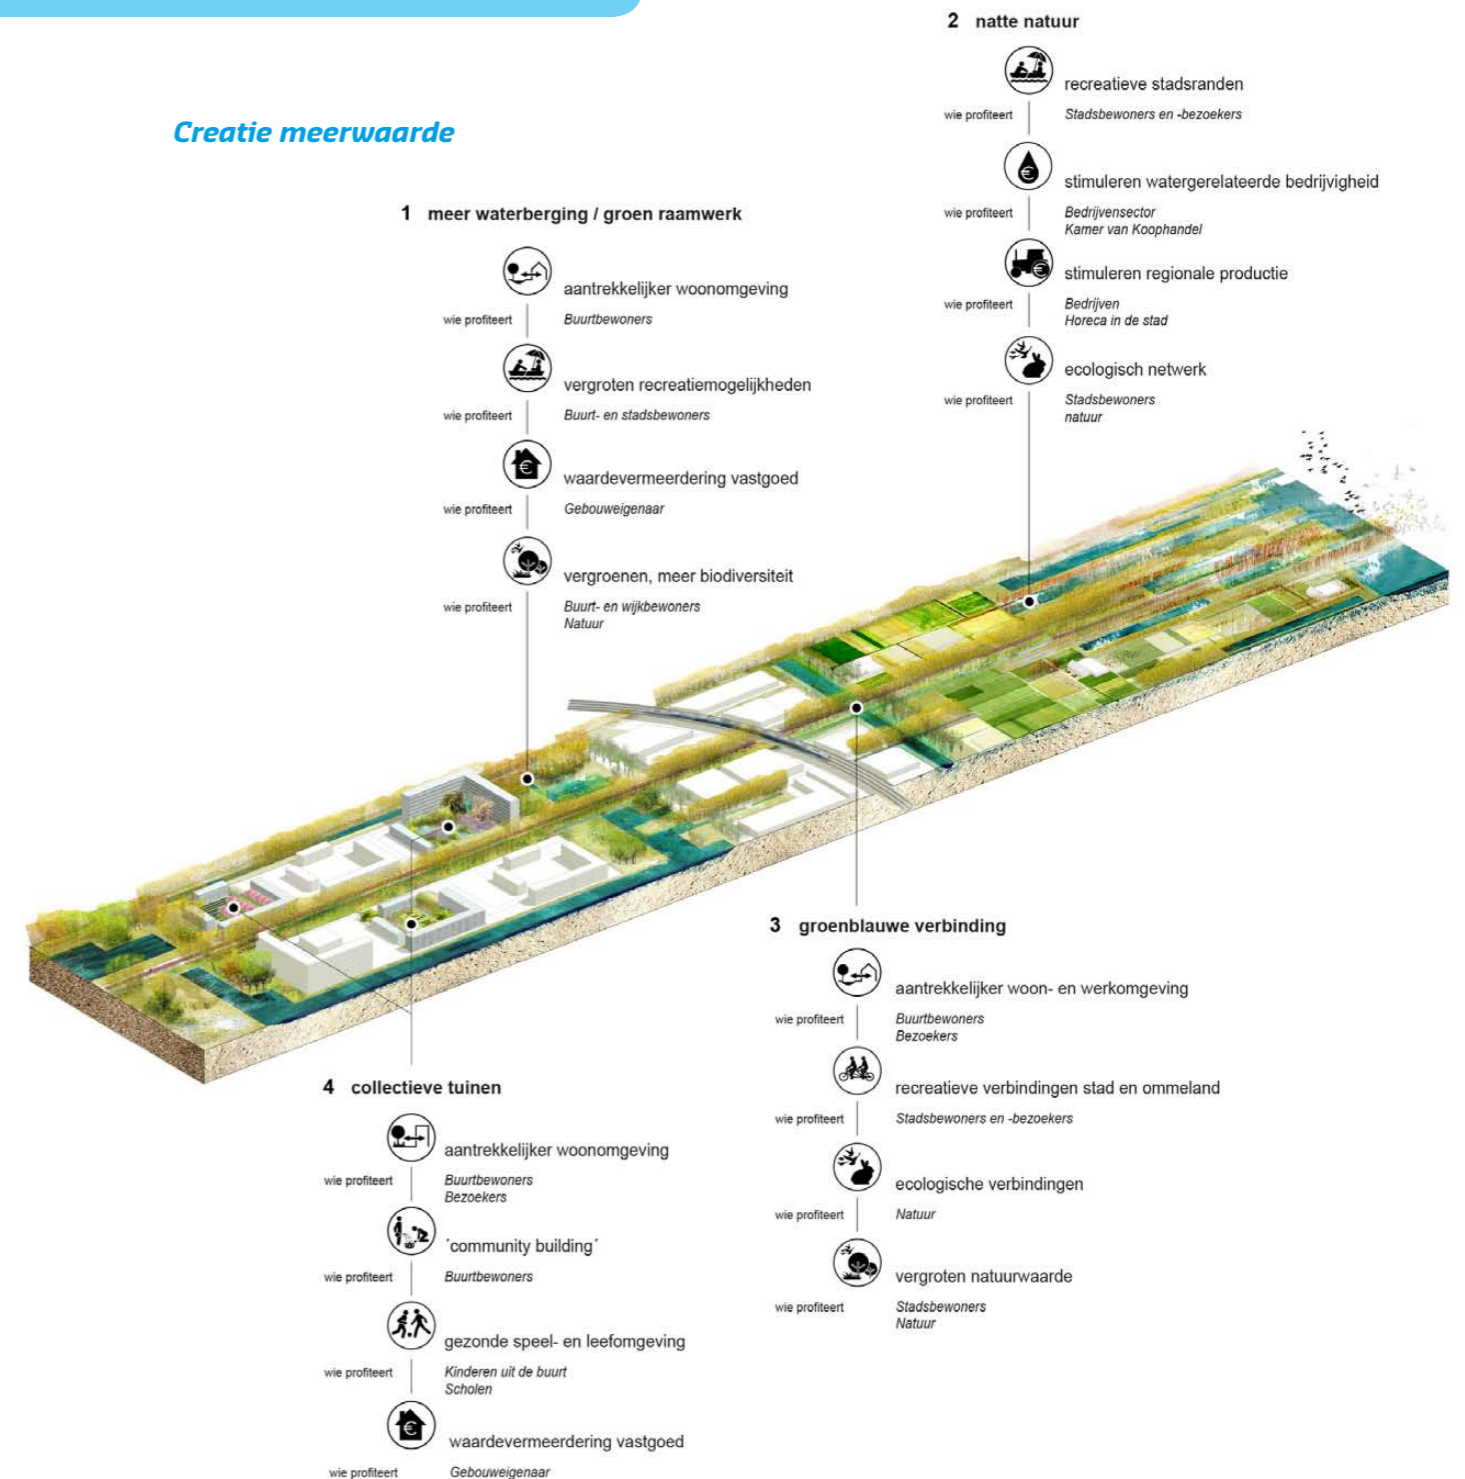 Creatie meerwaarde
1 meer waterberging / groen raamwerk
aantrekkelijker woonomgeving
wie profiteert Buurtbewoners
vergroten recreatiemogelijkheden
wie profiteert Buurt- en stadsbewoners
waardevermeerdering vastgoed
wie profiteert Gebouweigenaar
vergroenen, meer biodiversiteit
wie profiteert Buurt- en wijkbewoners
Natuur
2 natte natuur
recreatieve stadsranden
wie profiteert Stadsbewoners en -bezoekers
stimuleren watergerelateerde bedrijvigheid
wie profiteert Bedrijvensector
Kamer van Koophandel
stimuleren regionale productie
wie profiteert Bedrijven
Horeca in de stad
ecologisch netwerk
wie profiteert Stadsbewoners
natuur
3 groenblauwe verbinding
aantrekkelijker woon- en werkomgeving
wie profiteert Buurtbewoners
Bezoekers
recreatieve verbindingen stad en ommeland
wie profiteert Stadsbewoners en -bezoekers
ecologische verbindingen
wie profiteert Natuur
vergroten natuurwaarde
wie profiteert Stadsbewoners
Natuur
4 collectieve tuinen
aantrekkelijker woonomgeving
wie profiteert Buurtbewoners
Bezoekers
´community building´
wie profiteert Buurtbewoners
gezonde speel- en leefomgeving
wie profiteert Kinderen uit de buurt
Scholen
waardevermeerdering vastgoed
wie profiteert Gebouweigenaar